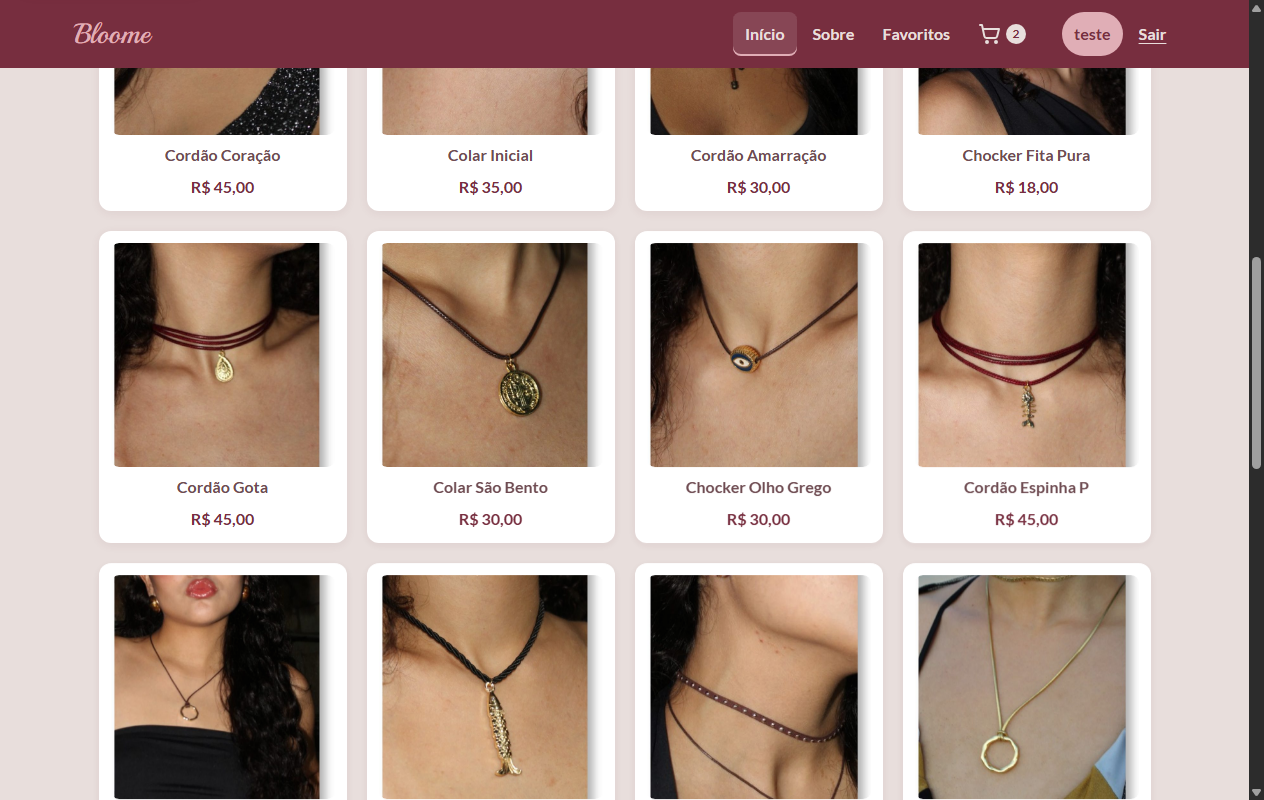 Bloome
Início Sobre Favoritos 2 teste Sair
Cordão Coração Colar Inicial Cordão Amarração Chocker Fita Pura
R$ 45,00 R$ 35,00 R$ 30,00 R$ 18,00
Cordão Gota Colar São Bento Chocker Olho Grego Cordão Espinha P
R$ 45,00 R$ 30,00 R$ 30,00 R$ 45,00